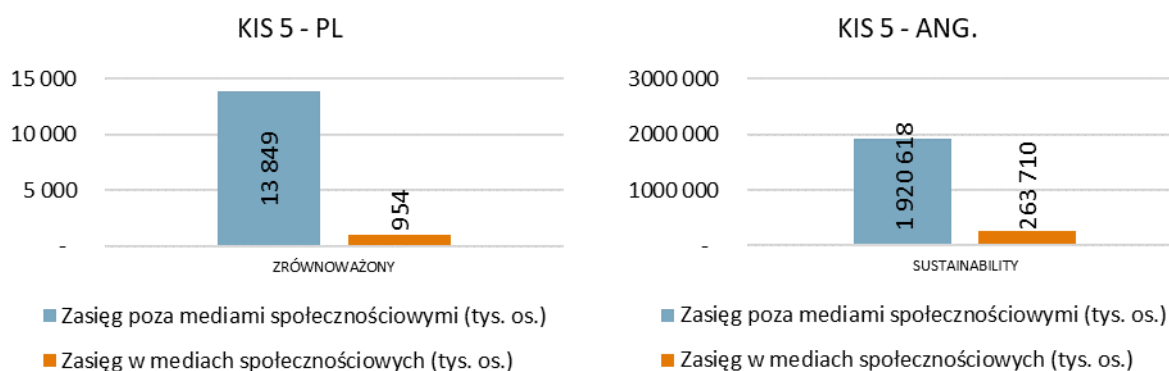 KIS 5 - PL
15 000
10 000
5 000
-
13 849
954
ZRÓWNOWAŻONY
Zasięg poza mediami społecznościowymi (tys. os.)
Zasięg w mediach społecznościowych (tys. os.)
KIS 5 - ANG.
3000 000
2000 000
1000 000
-
1 920 618
263 710
SUSTAINABILITY
Zasięg poza mediami społecznościowymi (tys. os.)
Zasięg w mediach społecznościowych (tys. os.)